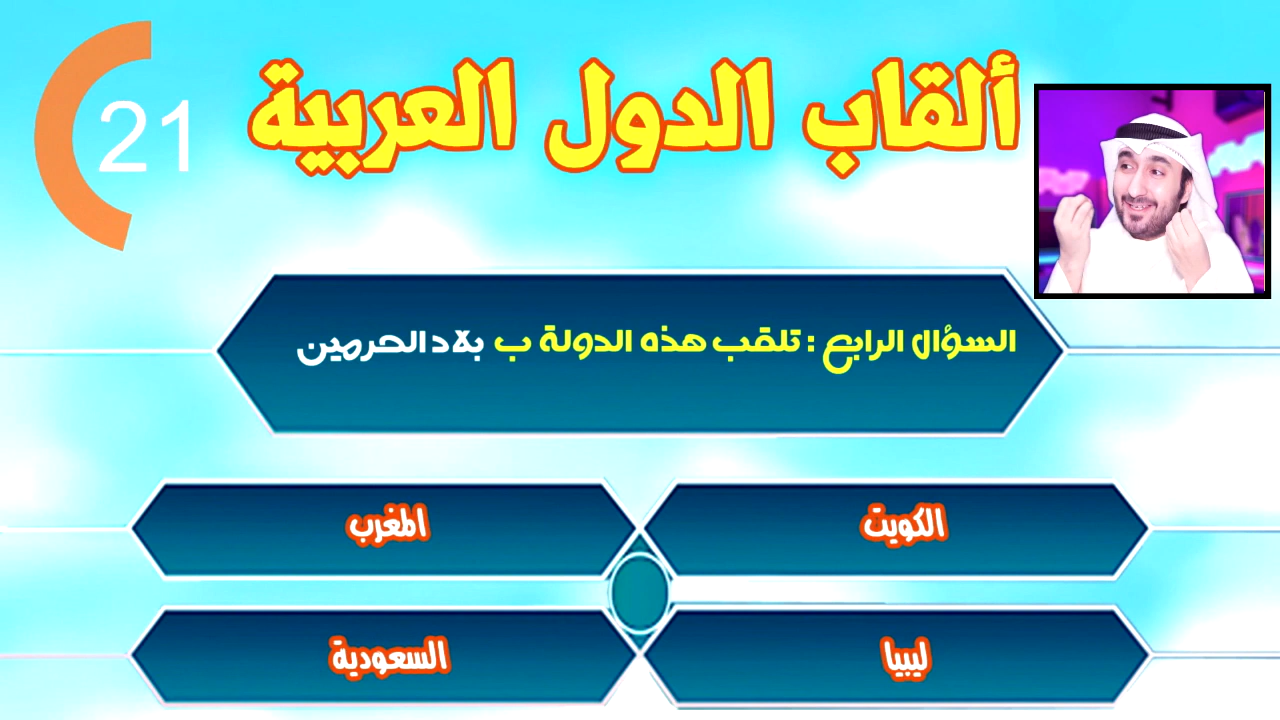 ألقاب الدول العربية
21
السؤال الرابع : تلقب هذه الدولة ب بلاد الحرمين
الكويت
المغرب
ليبيا
السعودية